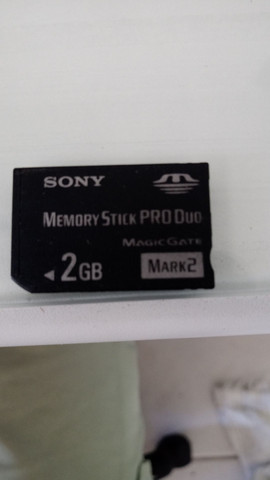 SONY
MEMORY STICK PRO DUO
MAGICGATE
2GB MARK2